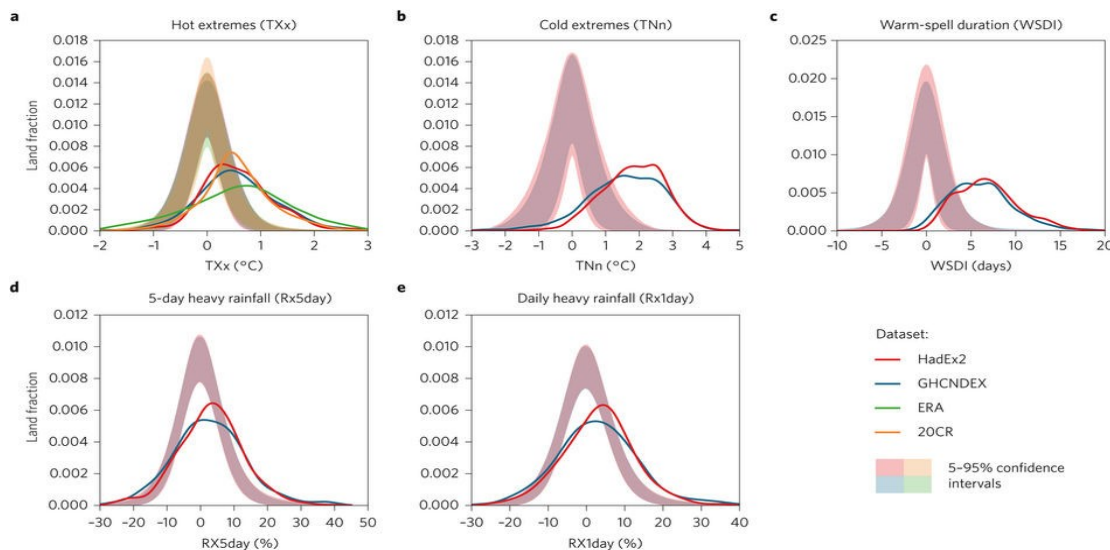 a Hot extremes (TXx)
0.018
0.016
0.014
0.012
0.010
0.008
0.006
0.004
0.002
0.000
Land fraction
-2 -1 0 1 2 3
TXx (ºC)
b Cold extremes (TNn)
0.018
0.016
0.014
0.012
0.010
0.008
0.006
0.004
0.002
0.000
-3 -2 -1 0 1 2 3 4 5
TNn (ºC)
c Warm-spell duration (WSDI)
0.025
0.020
0.015
0.010
0.005
0.000
-10 -5 0 5 10 15 20
WSDI (days)
d 5-day heavy rainfall (Rx5day)
0.012
0.010
0.008
0.006
0.004
0.002
0.000
Land fraction
-30 -20 -10 0 10 20 30 40 50
RX5day (%)
e Daily heavy rainfall (Rx1day)
0.012
0.010
0.008
0.006
0.004
0.002
0.000
-30 -20 -10 0 10 20 30 40
RX1day (%)
Dataset:
HadEx2
GHCNDEX
ERA
20CR
5–95% confidence
intervals